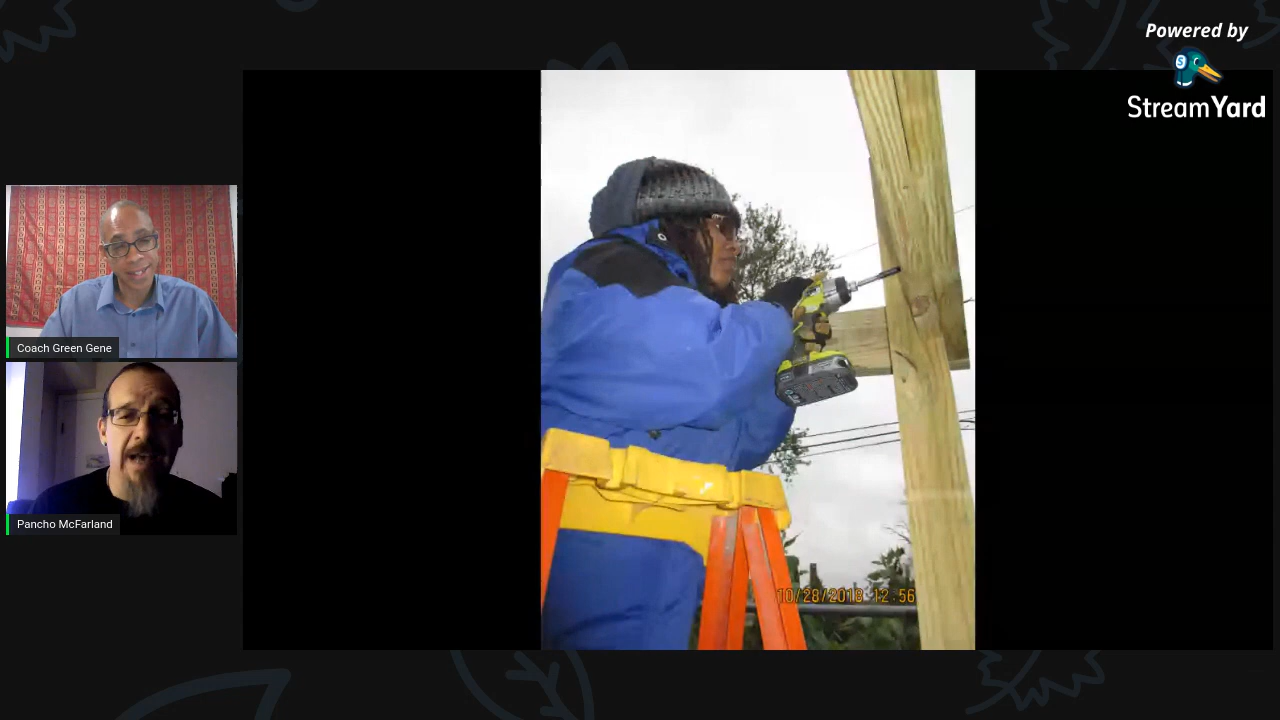 Powered by
StreamYard
Coach Green Gene
Pancho McFarland
10/28/2018 12:56